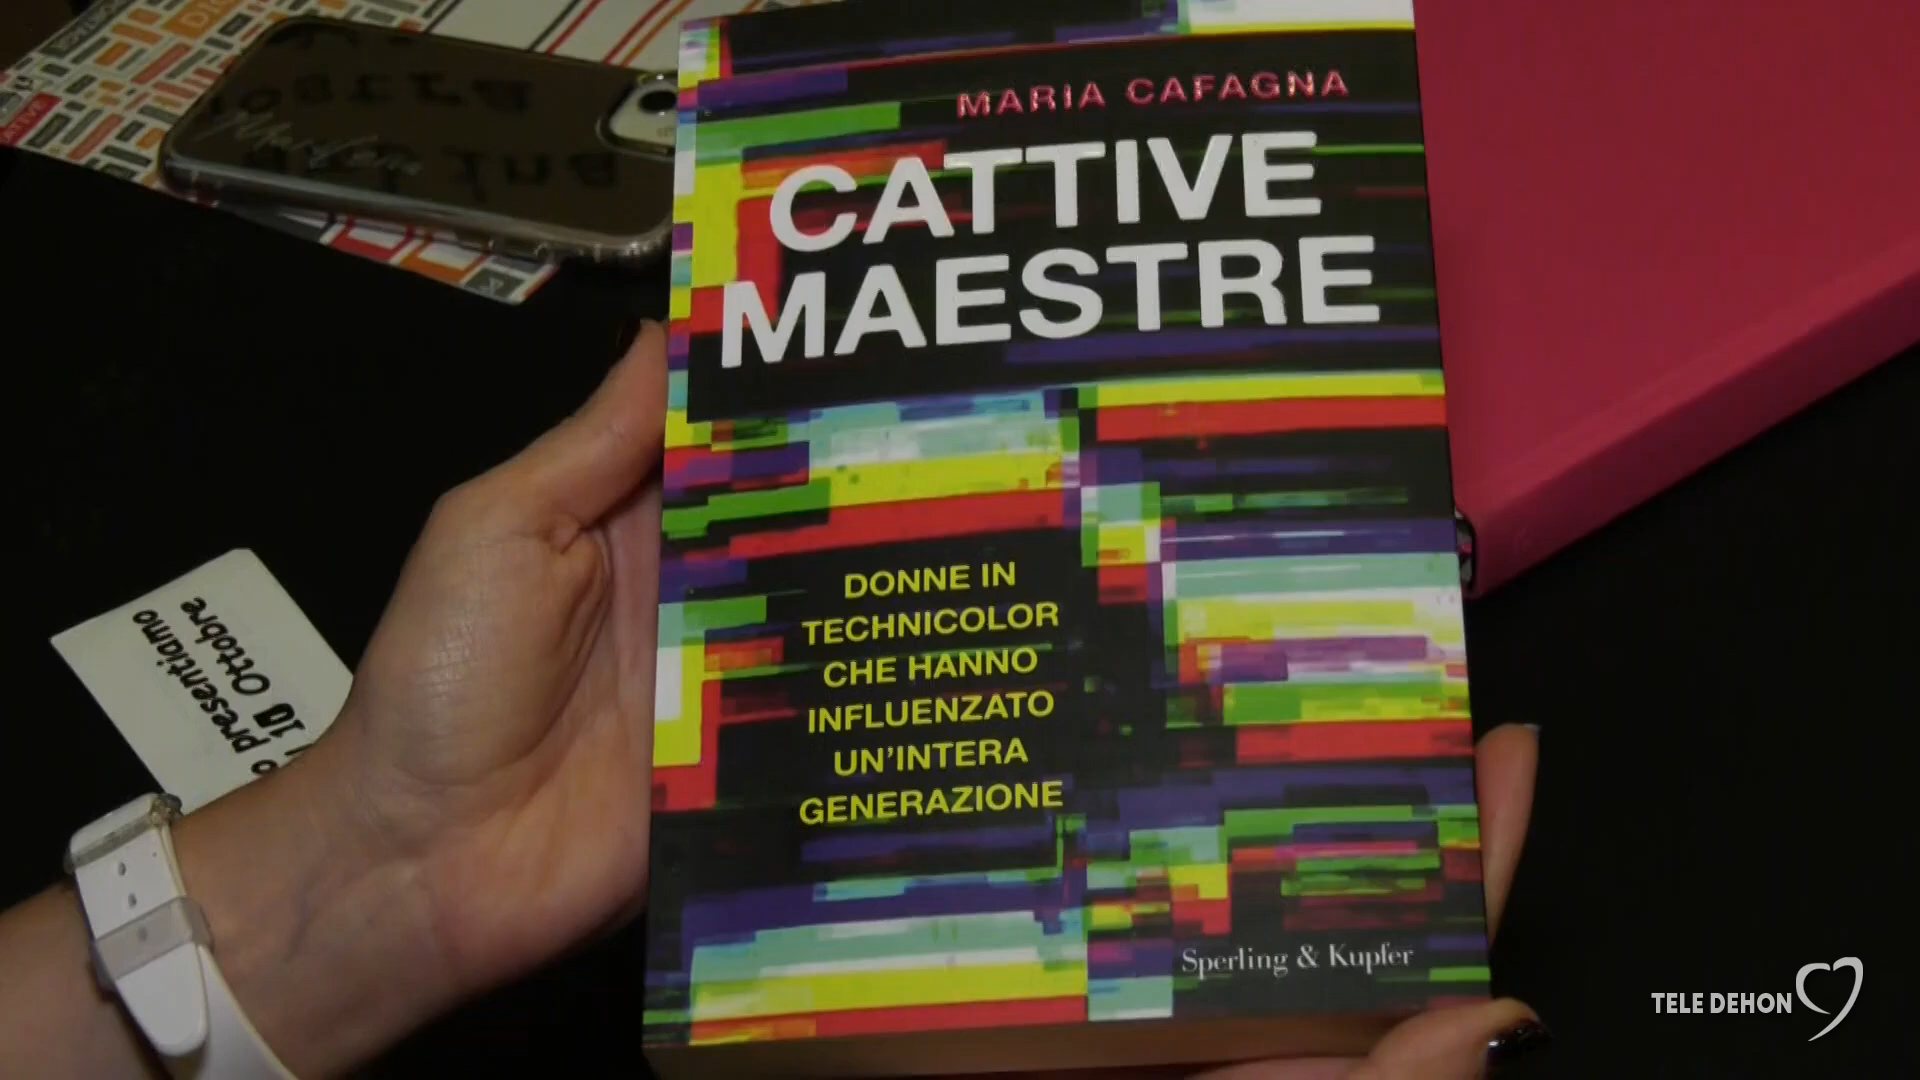 MARIA CAFAGNA
CATTIVE
MAESTRE
DONNE IN
TECHNICOLOR
CHE HANNO
INFLUENZATO
UN'INTERA
GENERAZIONE
Sperling & Kupfer
presentiamo
10 Ottobre
TELE DEHON